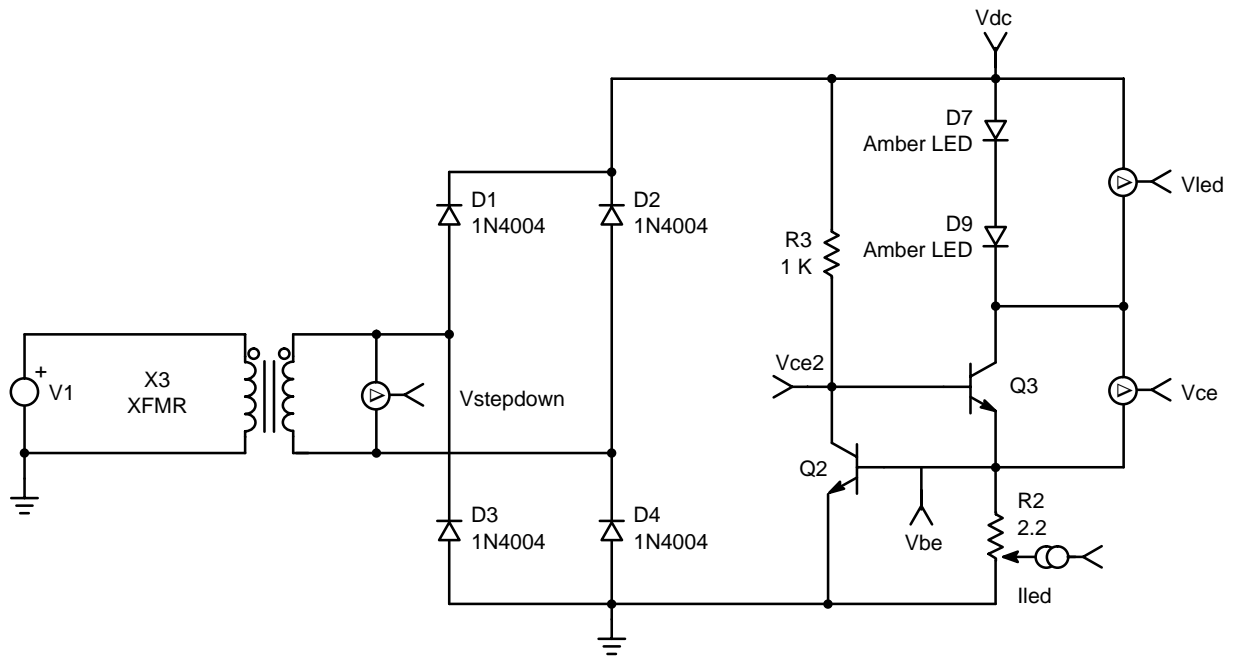 Vdc
D7
Amber LED
D1
1N4004
D2
1N4004
Vled
D9
Amber LED
R3
1 K
+
V1
X3
XFMR
Vstepdown
Vce2
Q3
Vce
Q2
D3
1N4004
D4
1N4004
Vbe
R2
2.2
Iled